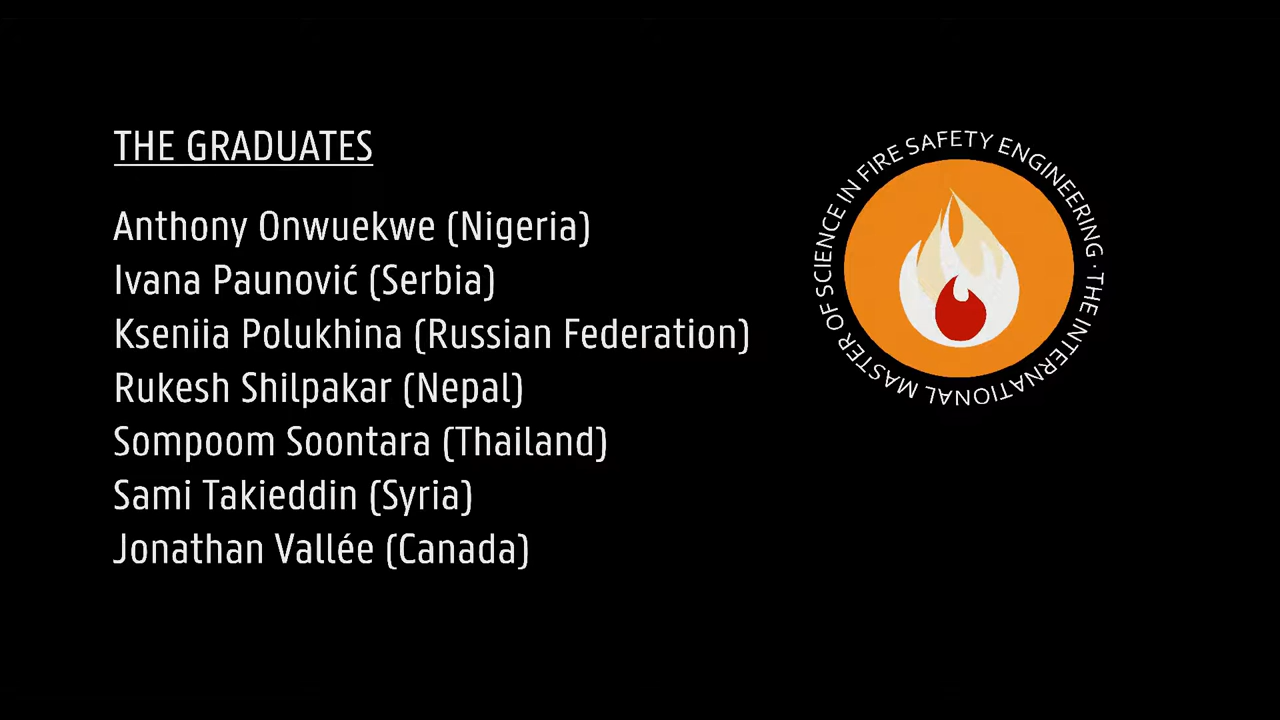 THE GRADUATES
Anthony Onwuekwe (Nigeria)
Ivana Paunović (Serbia)
Kseniia Polukhina (Russian Federation)
Rukesh Shilpakar (Nepal)
Sompoom Soontara (Thailand)
Sami Takieddin (Syria)
Jonathan Vallée (Canada)
THE INTERNATIONAL MASTER OF SCIENCE IN FIRE SAFETY ENGINEERING ·